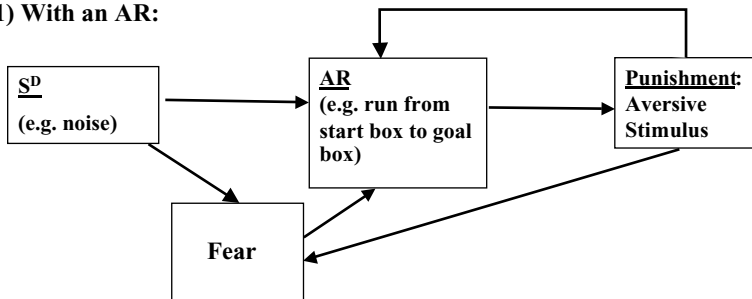 1) With an AR:
S^D
(e.g. noise)
AR
(e.g. run from
start box to goal
box)
Punishment:
Aversive
Stimulus
Fear